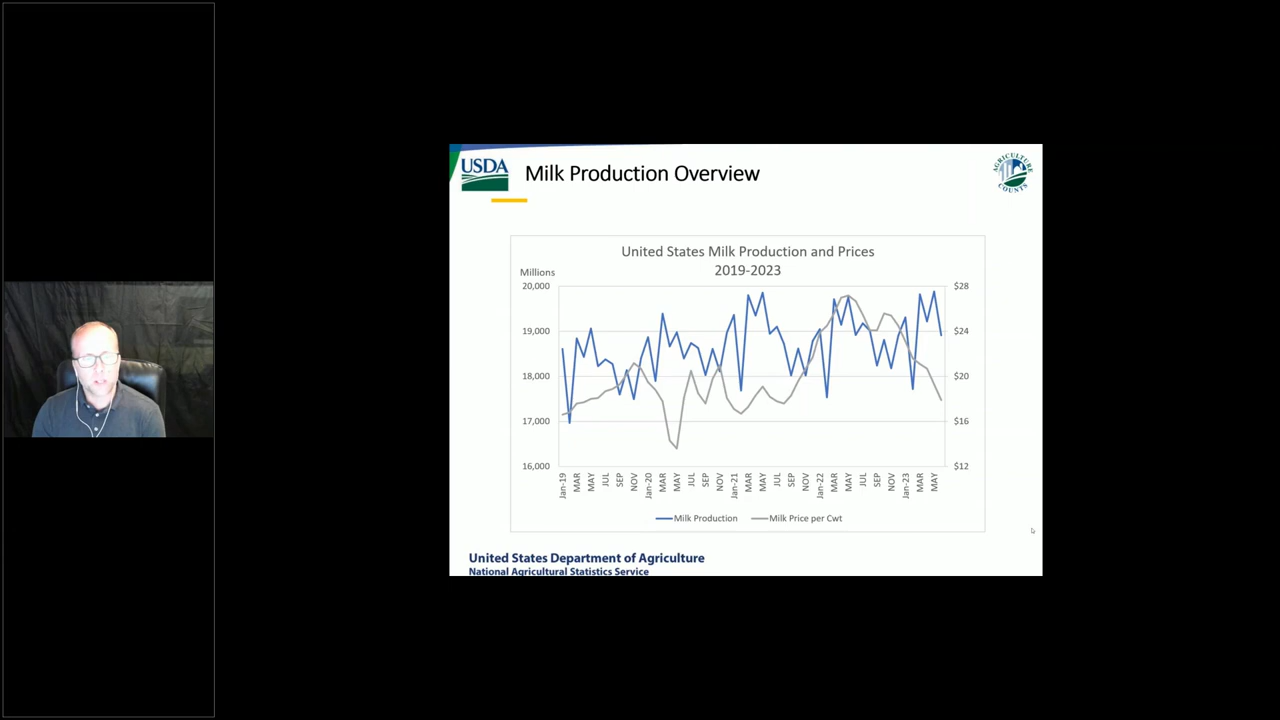 USDA
Milk Production Overview
AGRICULTURE
COUNTS
United States Milk Production and Prices
2019-2023
Millions
20,000
19,000
18,000
17,000
16,000
$28
$24
$20
$16
$12
Jan-19
MAR
MAY
JUL
SEP
NOV
Jan-20
MAR
MAY
JUL
SEP
NOV
Jan-21
MAR
MAY
JUL
SEP
NOV
Jan-22
MAR
MAY
JUL
SEP
NOV
Jan-23
MAR
MAY
Milk Production
Milk Price per Cwt
United States Department of Agriculture
National Agricultural Statistics Service